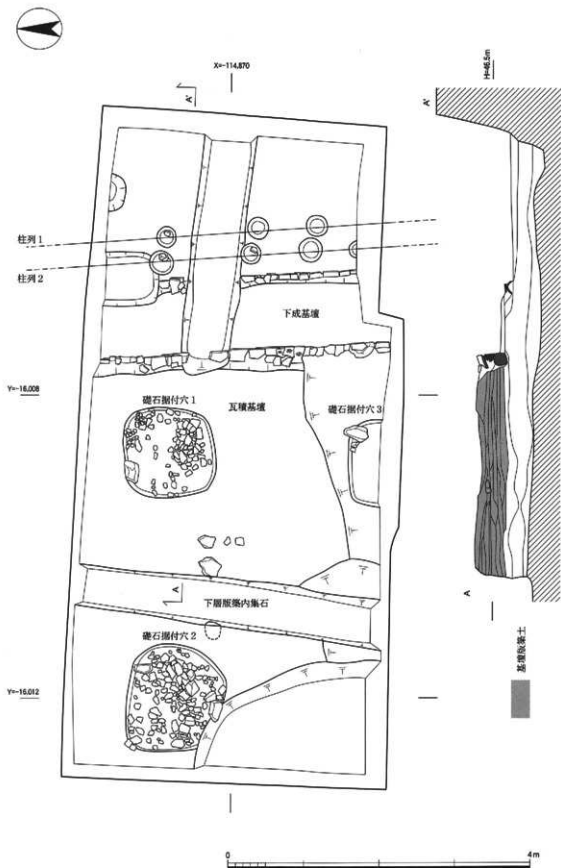 X=-114,870
H=46.5m
A'
A'
柱列1
柱列2
下成基壇
Y=-16,008
礎石据付穴1
瓦積基壇
礎石据付穴3
A
下層版築内集石
A
礎石据付穴2
基壇版築土
Y=-16,012
0
4m